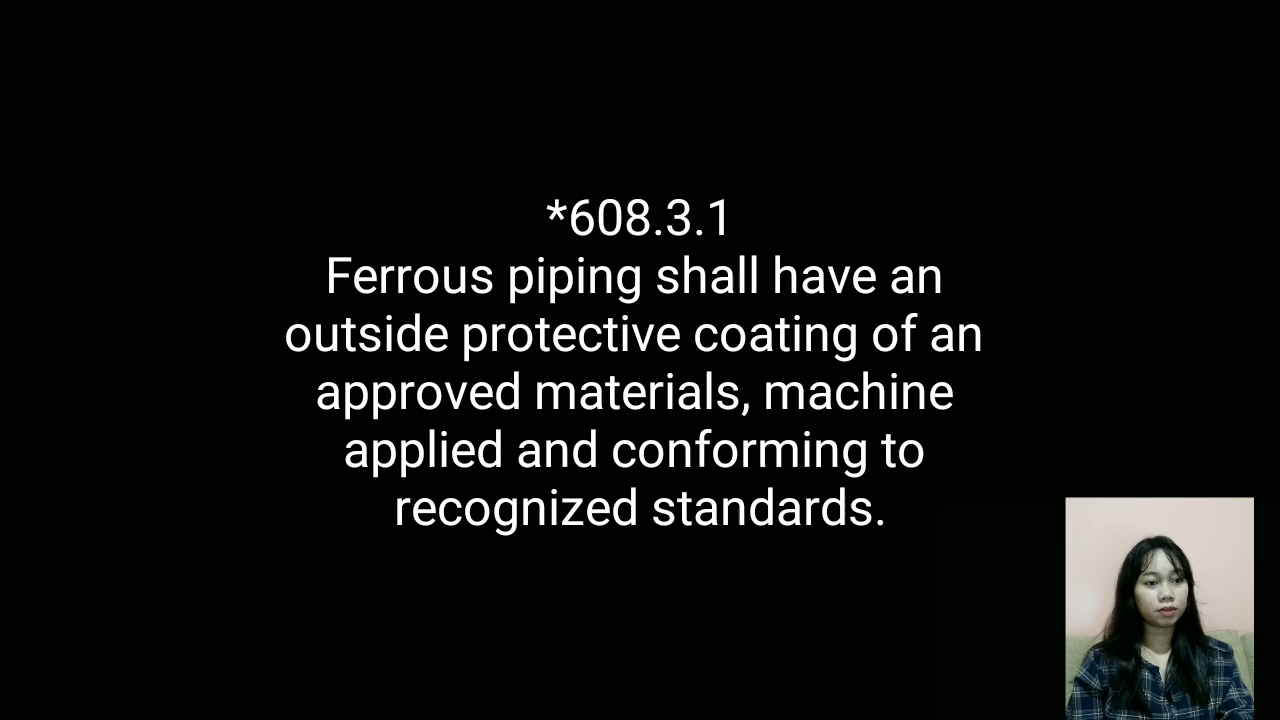 *608.3.1
Ferrous piping shall have an
outside protective coating of an
approved materials, machine
applied and conforming to
recognized standards.